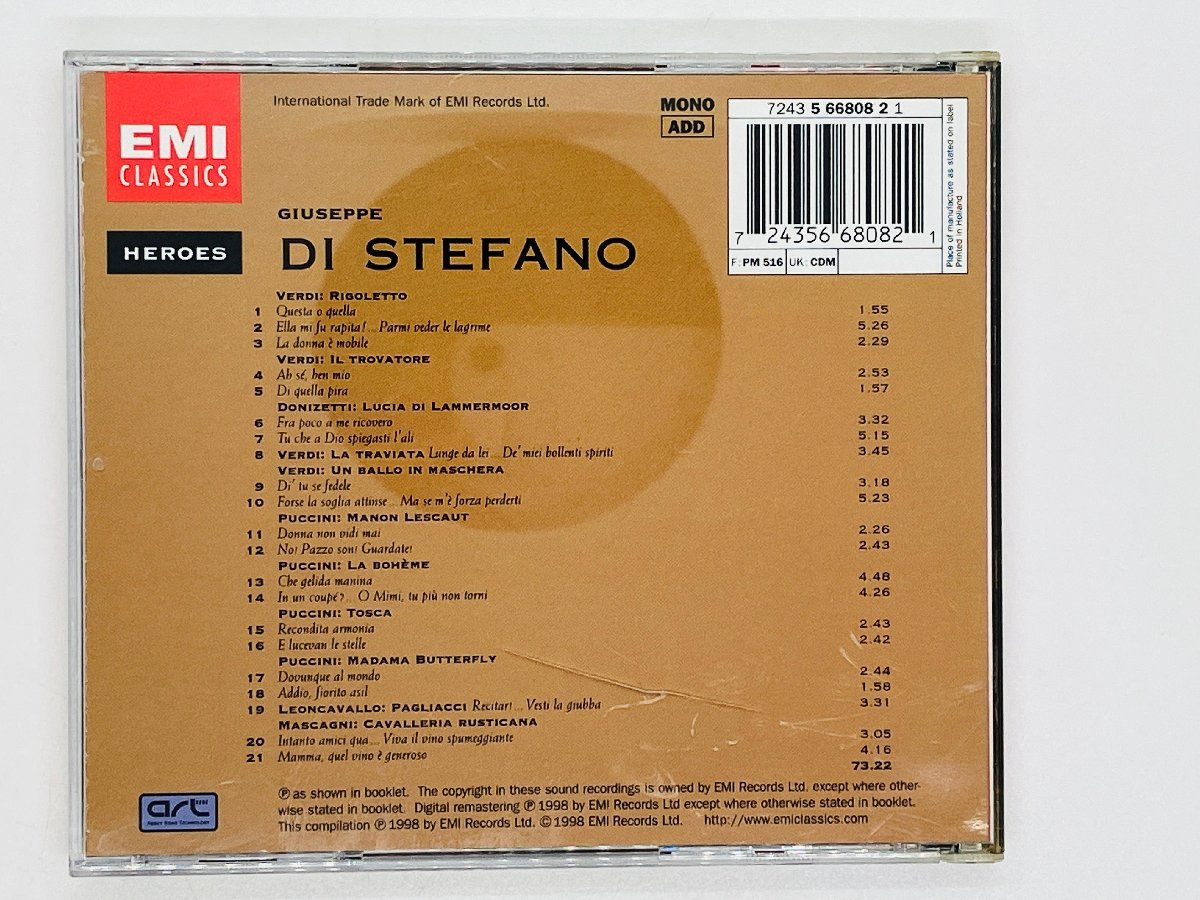 International Trade Mark of EMI Records Ltd.
MONO
ADD
7243 5 66808 2 1
7 24356 68082 1
F: PM 516 UK: CDM
Place of manufacture as stated on label
Printed in Holland
EMI
CLASSICS
HEROES
GIUSEPPE
DI STEFANO
VERDI: RIGOLETTO
1 Questa o quella 1.55
2 Ella mi fu rapita!... Parmi veder le lagrime 5.26
3 La donna è mobile 2.29
VERDI: IL TROVATORE
4 Ah sé, ben mio 2.53
5 Di quella pira 1.57
DONIZETTI: LUCIA DI LAMMERMOOR
6 Fra poco a me ricovero 3.32
7 Tu che a Dio spiegasti l'ali 5.15
8 VERDI: LA TRAVIATA Lunge da lei... De' miei bollenti spiriti 3.45
VERDI: UN BALLO IN MASCHERA
9 Di' tu se fedele 3.18
10 Forse la soglia attinse... Ma se m'è forza perderti 5.23
PUCCINI: MANON LESCAUT
11 Donna non vidi mai 2.26
12 No! Pazzo son! Guardate! 2.43
PUCCINI: LA BOHÈME
13 Che gelida manina 4.48
14 In un coupé?... O Mimì, tu più non torni 4.26
PUCCINI: TOSCA
15 Recondita armonia 2.43
16 E lucevan le stelle 2.42
PUCCINI: MADAMA BUTTERFLY
17 Dovunque al mondo 2.44
18 Addio, fiorito asil 1.58
19 LEONCAVALLO: PAGLIACCI Recitar!... Vesti la giubba 3.31
MASCAGNI: CAVALLERIA RUSTICANA
20 Intanto amici qua... Viva il vino spumeggiante 3.05
21 Mamma, quel vino è generoso 4.16
73.22
℗ as shown in booklet. The copyright in these sound recordings is owned by EMI Records Ltd. except where other-
wise stated in booklet. Digital remastering ℗ 1998 by EMI Records Ltd except where otherwise stated in booklet.
This compilation ℗ 1998 by EMI Records Ltd. © 1998 EMI Records Ltd. http://www.emiclassics.com
art
ABBEY ROAD TECHNOLOGY